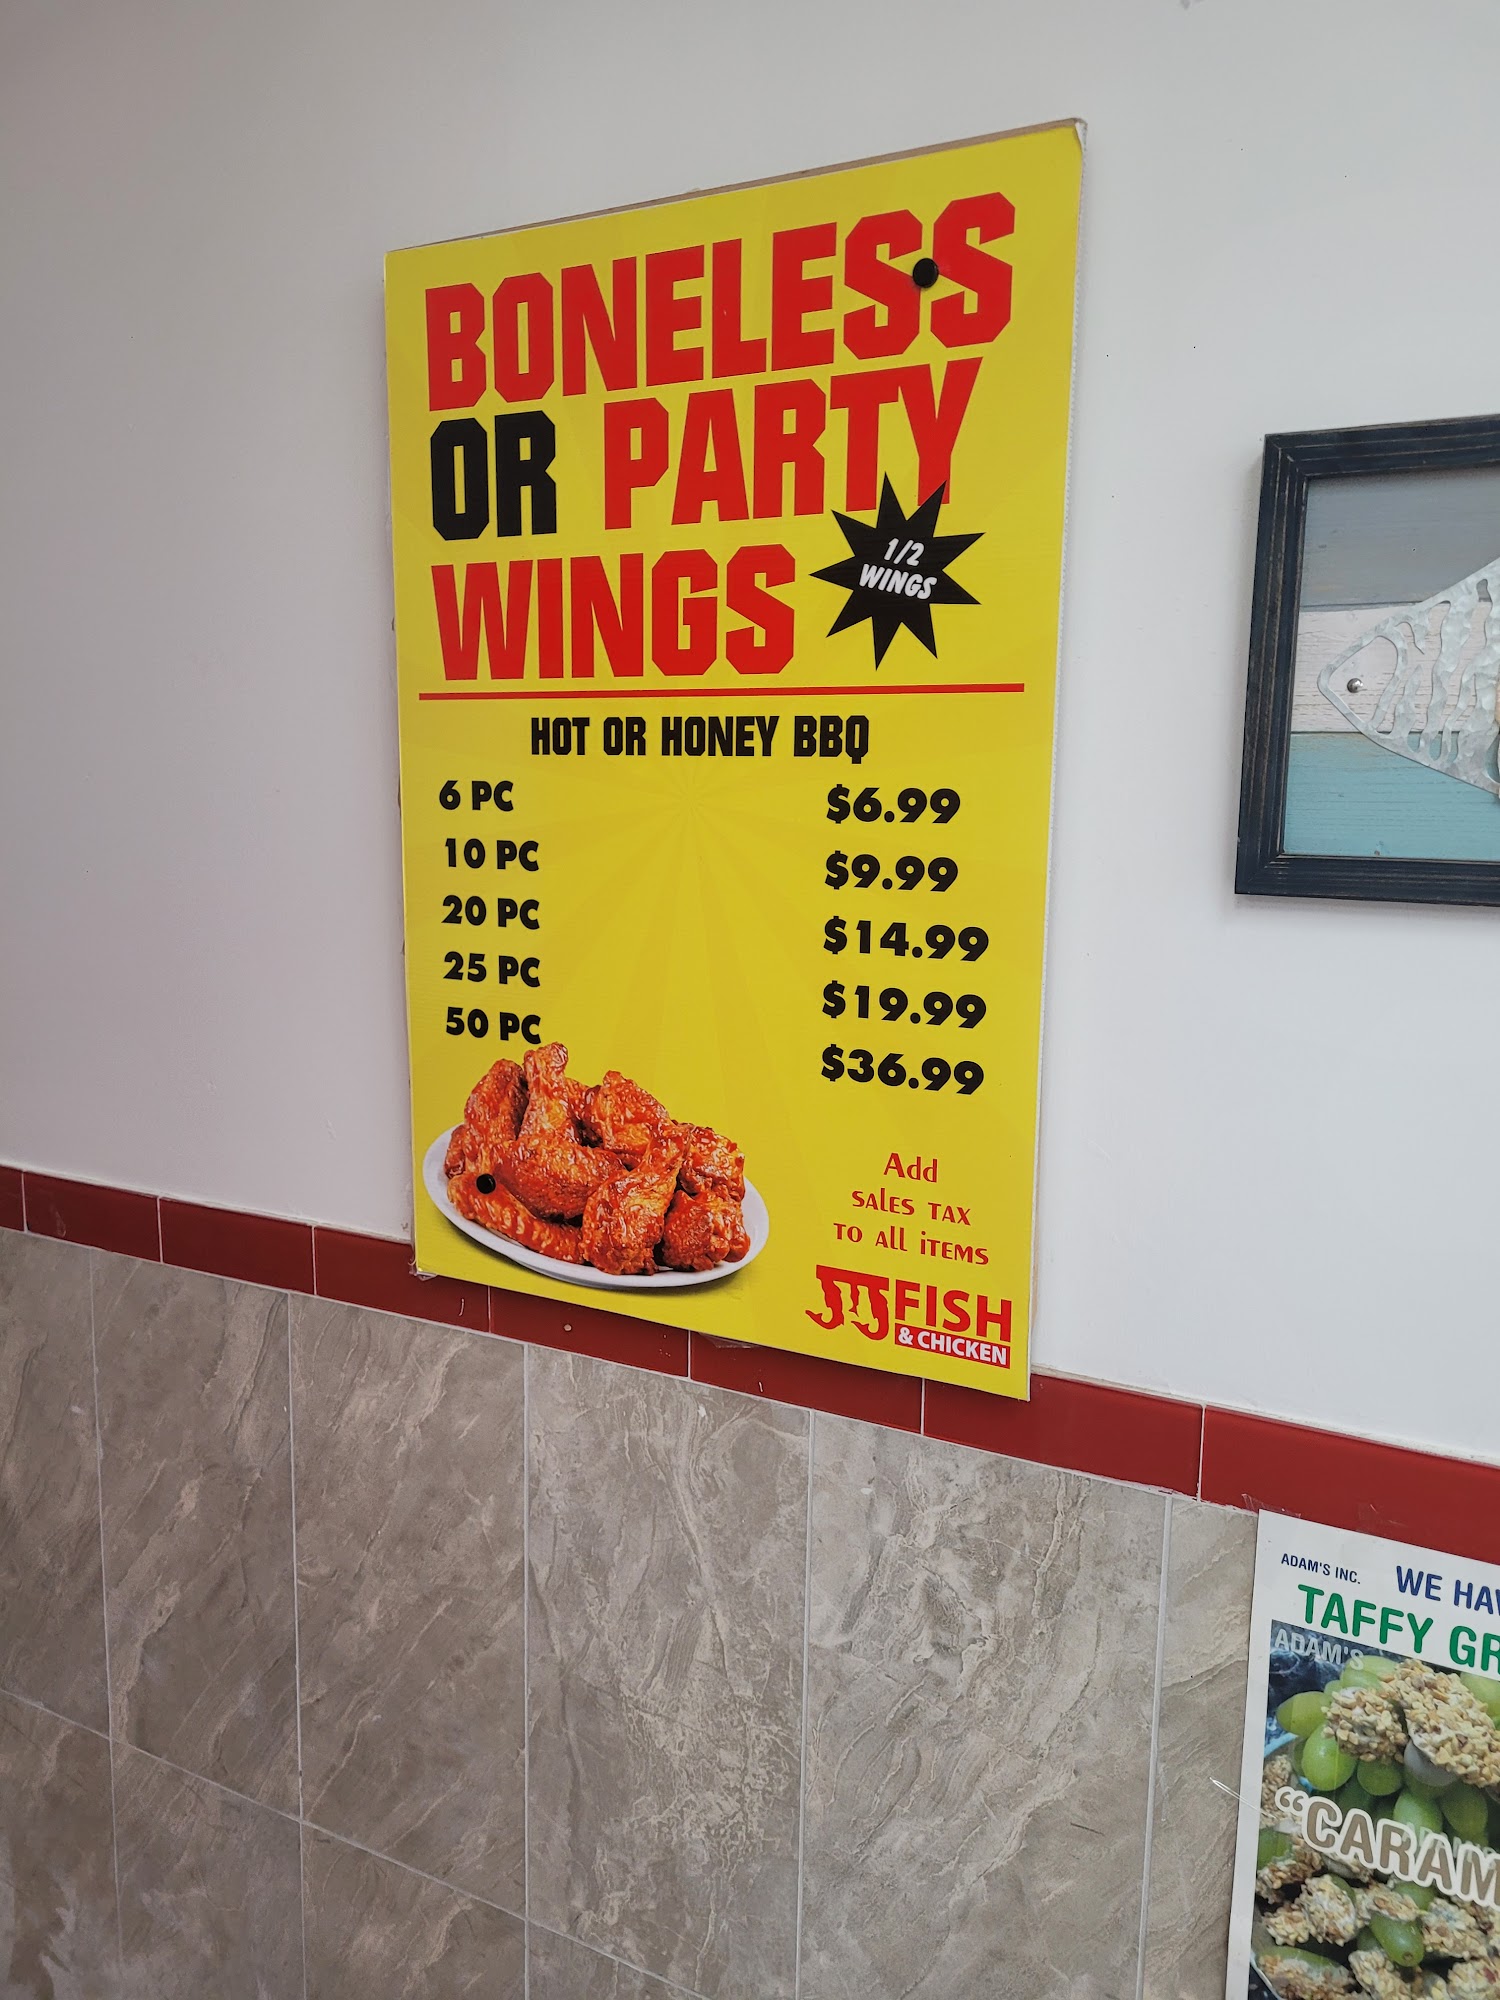 BONELESS
OR PARTY
WINGS
1/2
WINGS
HOT OR HONEY BBQ
6 PC $6.99
10 PC $9.99
20 PC $14.99
25 PC $19.99
50 PC $36.99
Add
sales tax
to all items
JJ FISH
& CHICKEN
ADAM'S INC. WE HAV
TAFFY GR
ADAM'S
"CARAM